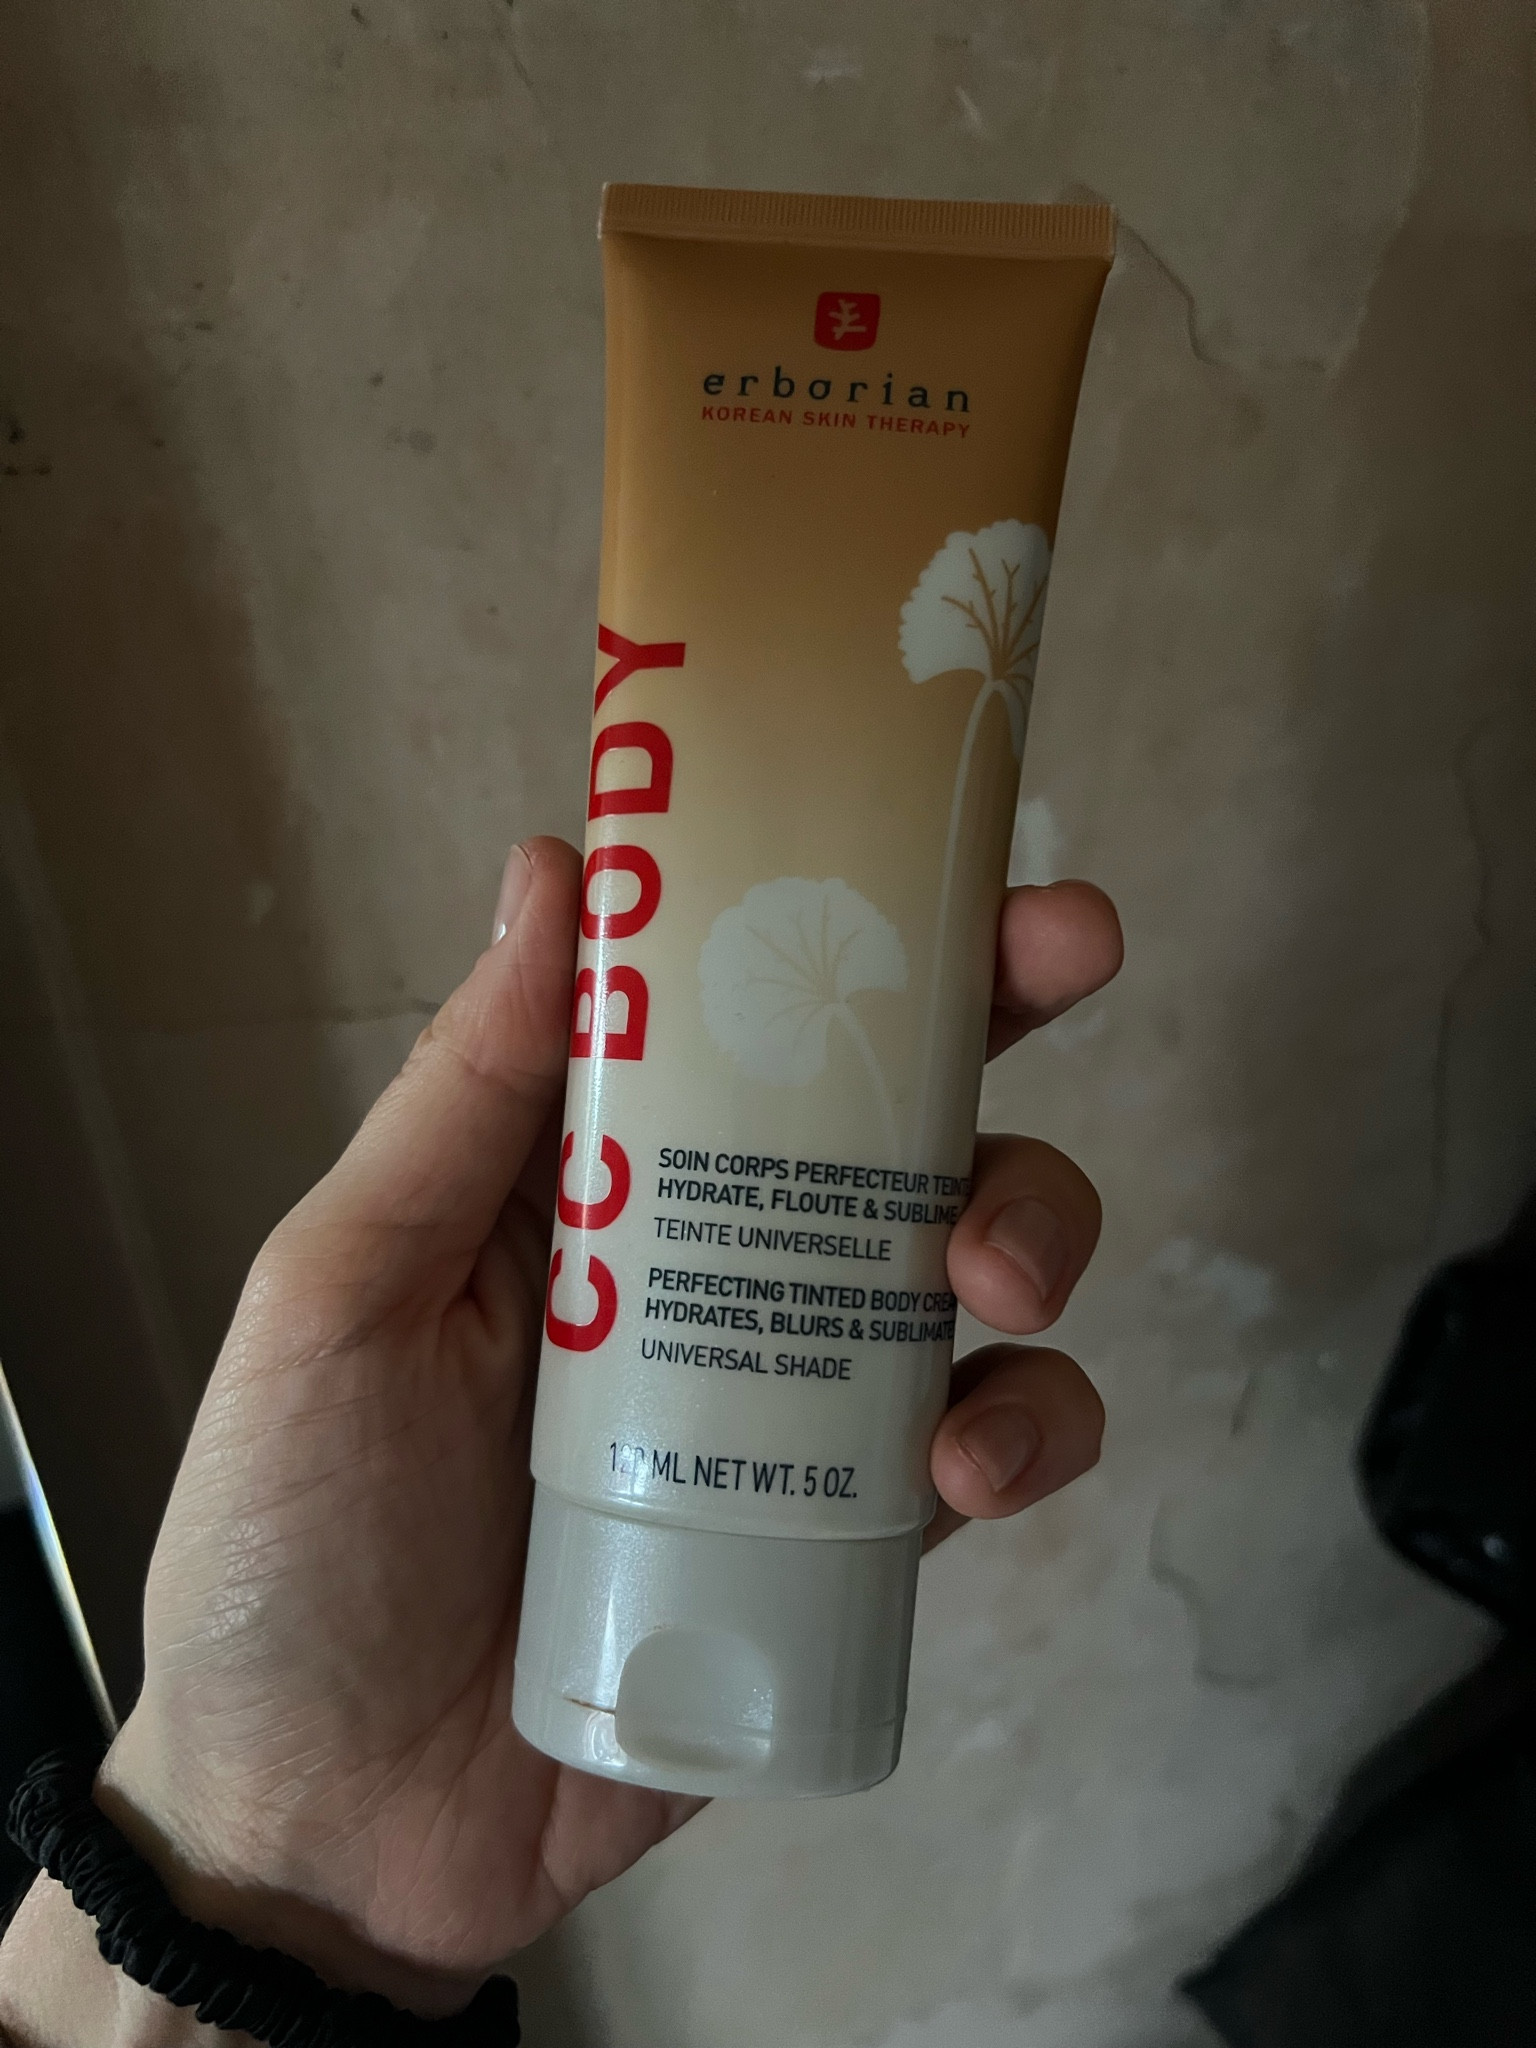 erborian
KOREAN SKIN THERAPY
CC BODY
SOIN CORPS PERFECTEUR
HYDRATE, FLOUTE & SUBLIME
TEINTE UNIVERSELLE
PERFECTING TINTED BODY
HYDRATES, BLURS &
UNIVERSAL SHADE
ML NET WT. 5 OZ.